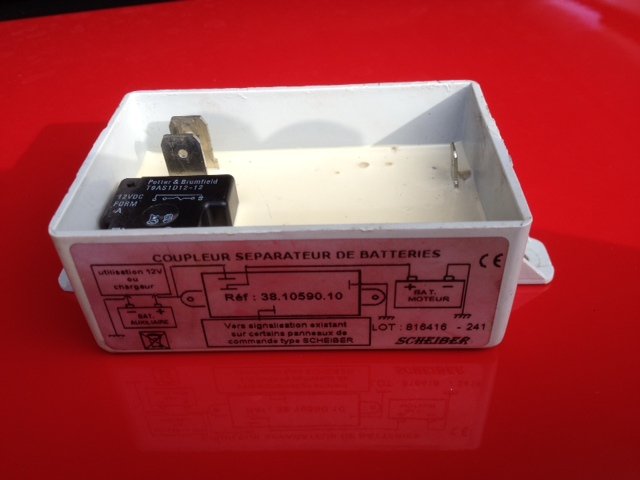 Potter & Brumfield
T9AS1D12-12
12VDC
FORM
A
COUPLEUR SEPARATEUR DE BATTERIES
CE
utilisation 12V
ou
chargeur
Réf : 38.10590.10
BAT.
MOTEUR
BAT.
AUXILIAIRE
Vers signalisation existant
sur certains panneaux de
commande type SCHEIBER
LOT : 816416 - 241
SCHEIBER